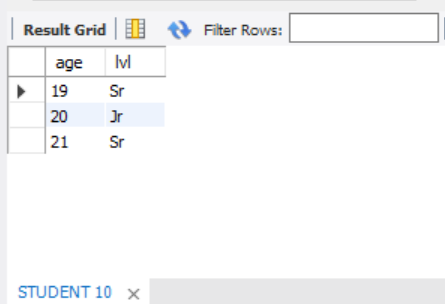 Result Grid Filter Rows:
age lvl
19 Sr
20 Jr
21 Sr
STUDENT 10